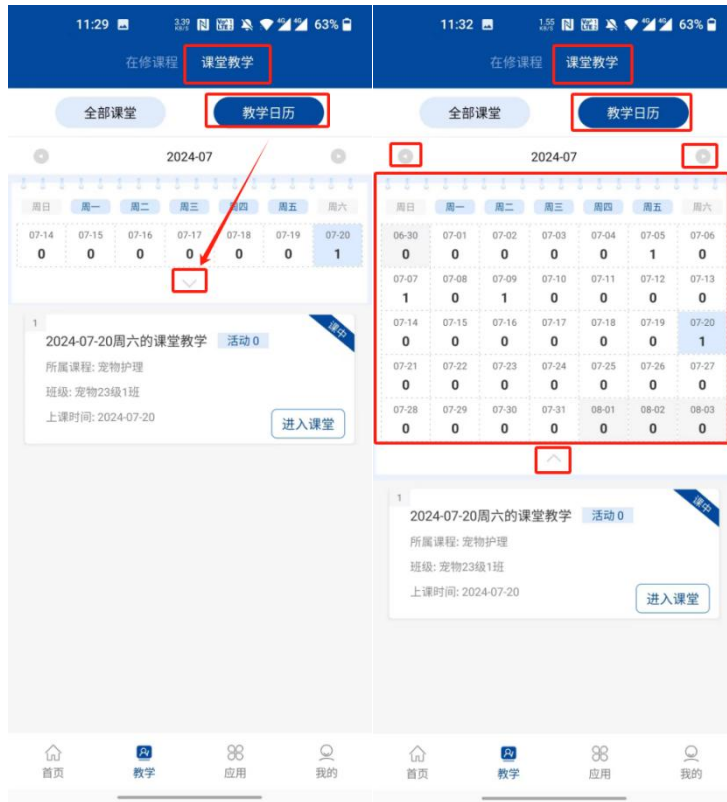 11:29 3.39 KB/S 4G 4G 63%
在修课程 课堂教学
全部课堂 教学日历
2024-07
周日 周一 周二 周三 周四 周五 周六
07-14 07-15 07-16 07-17 07-18 07-19 07-20
0 0 0 0 0 0 1
1 课中
2024-07-20周六的课堂教学 活动 0
所属课程: 宠物护理
班级: 宠物23级1班
上课时间: 2024-07-20
进入课堂
首页 教学 应用 我的
11:32 1.55 KB/S 4G 4G 63%
在修课程 课堂教学
全部课堂 教学日历
2024-07
周日 周一 周二 周三 周四 周五 周六
06-30 07-01 07-02 07-03 07-04 07-05 07-06
0 0 0 0 0 1 0
07-07 07-08 07-09 07-10 07-11 07-12 07-13
1 0 1 0 0 0 0
07-14 07-15 07-16 07-17 07-18 07-19 07-20
0 0 0 0 0 0 1
07-21 07-22 07-23 07-24 07-25 07-26 07-27
0 0 0 0 0 0 0
07-28 07-29 07-30 07-31 08-01 08-02 08-03
0 0 0 0 0 0 0
1 课中
2024-07-20周六的课堂教学 活动 0
所属课程: 宠物护理
班级: 宠物23级1班
上课时间: 2024-07-20
进入课堂
首页 教学 应用 我的